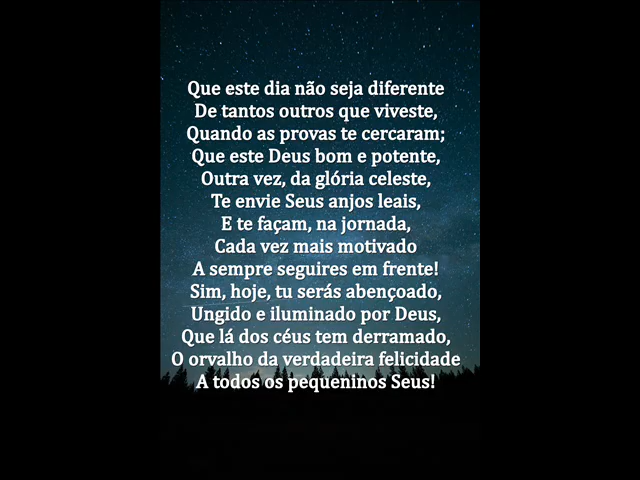 Que este dia não seja diferente
De tantos outros que viveste,
Quando as provas te cercaram;
Que este Deus bom e potente,
Outra vez, da glória celeste,
Te envie Seus anjos leais,
E te façam, na jornada,
Cada vez mais motivado
A sempre seguires em frente!
Sim, hoje, tu serás abençoado,
Ungido e iluminado por Deus,
Que lá dos céus tem derramado,
O orvalho da verdadeira felicidade
A todos os pequeninos Seus!